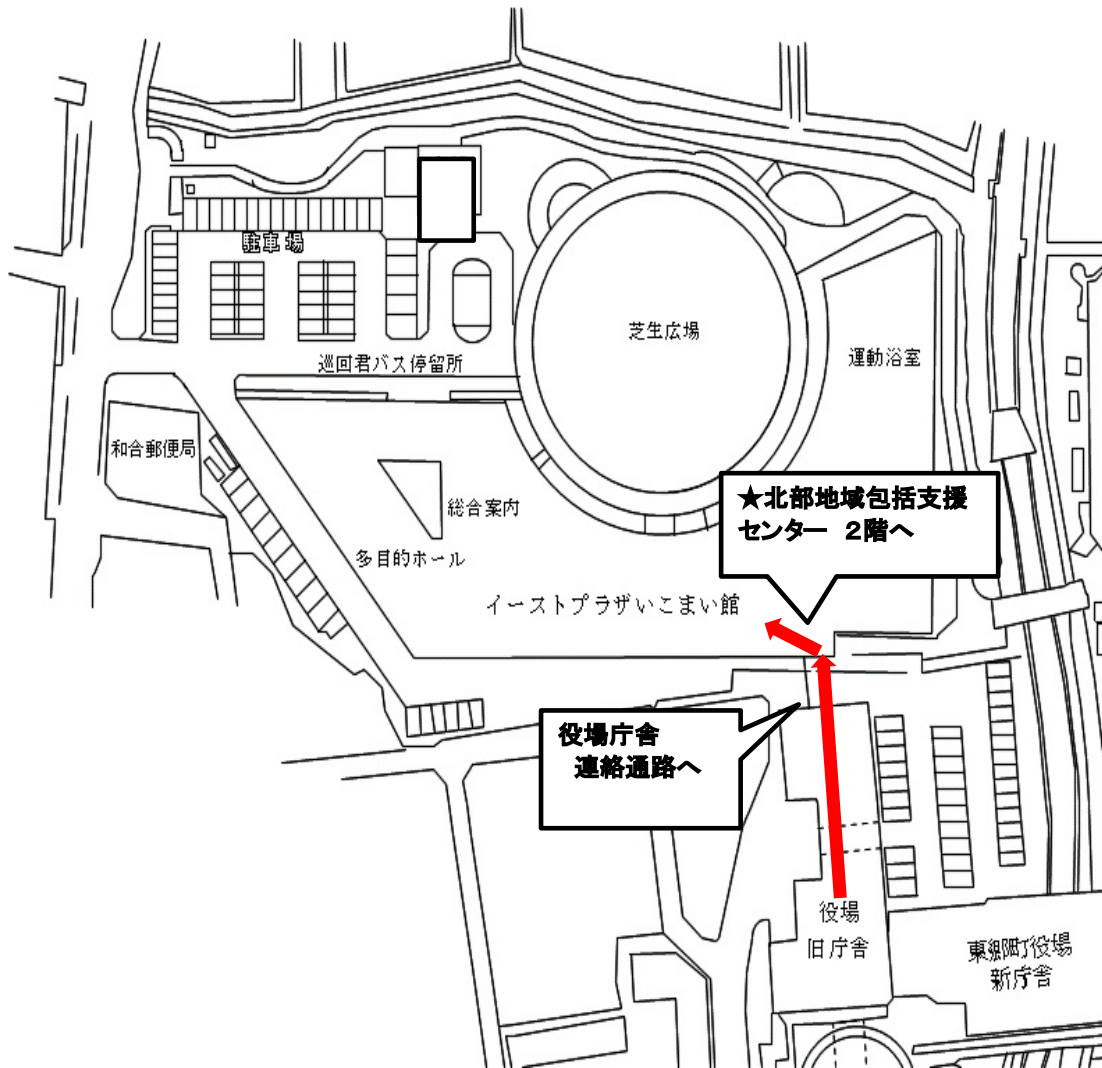 駐車場
芝生広場
巡回君バス停留所
運動浴室
和合郵便局
総合案内
多目的ホール
★北部地域包括支援
センター　2階へ
イーストプラザいこまい館
役場庁舎
連絡通路へ
役場
旧庁舎
東郷町役場
新庁舎